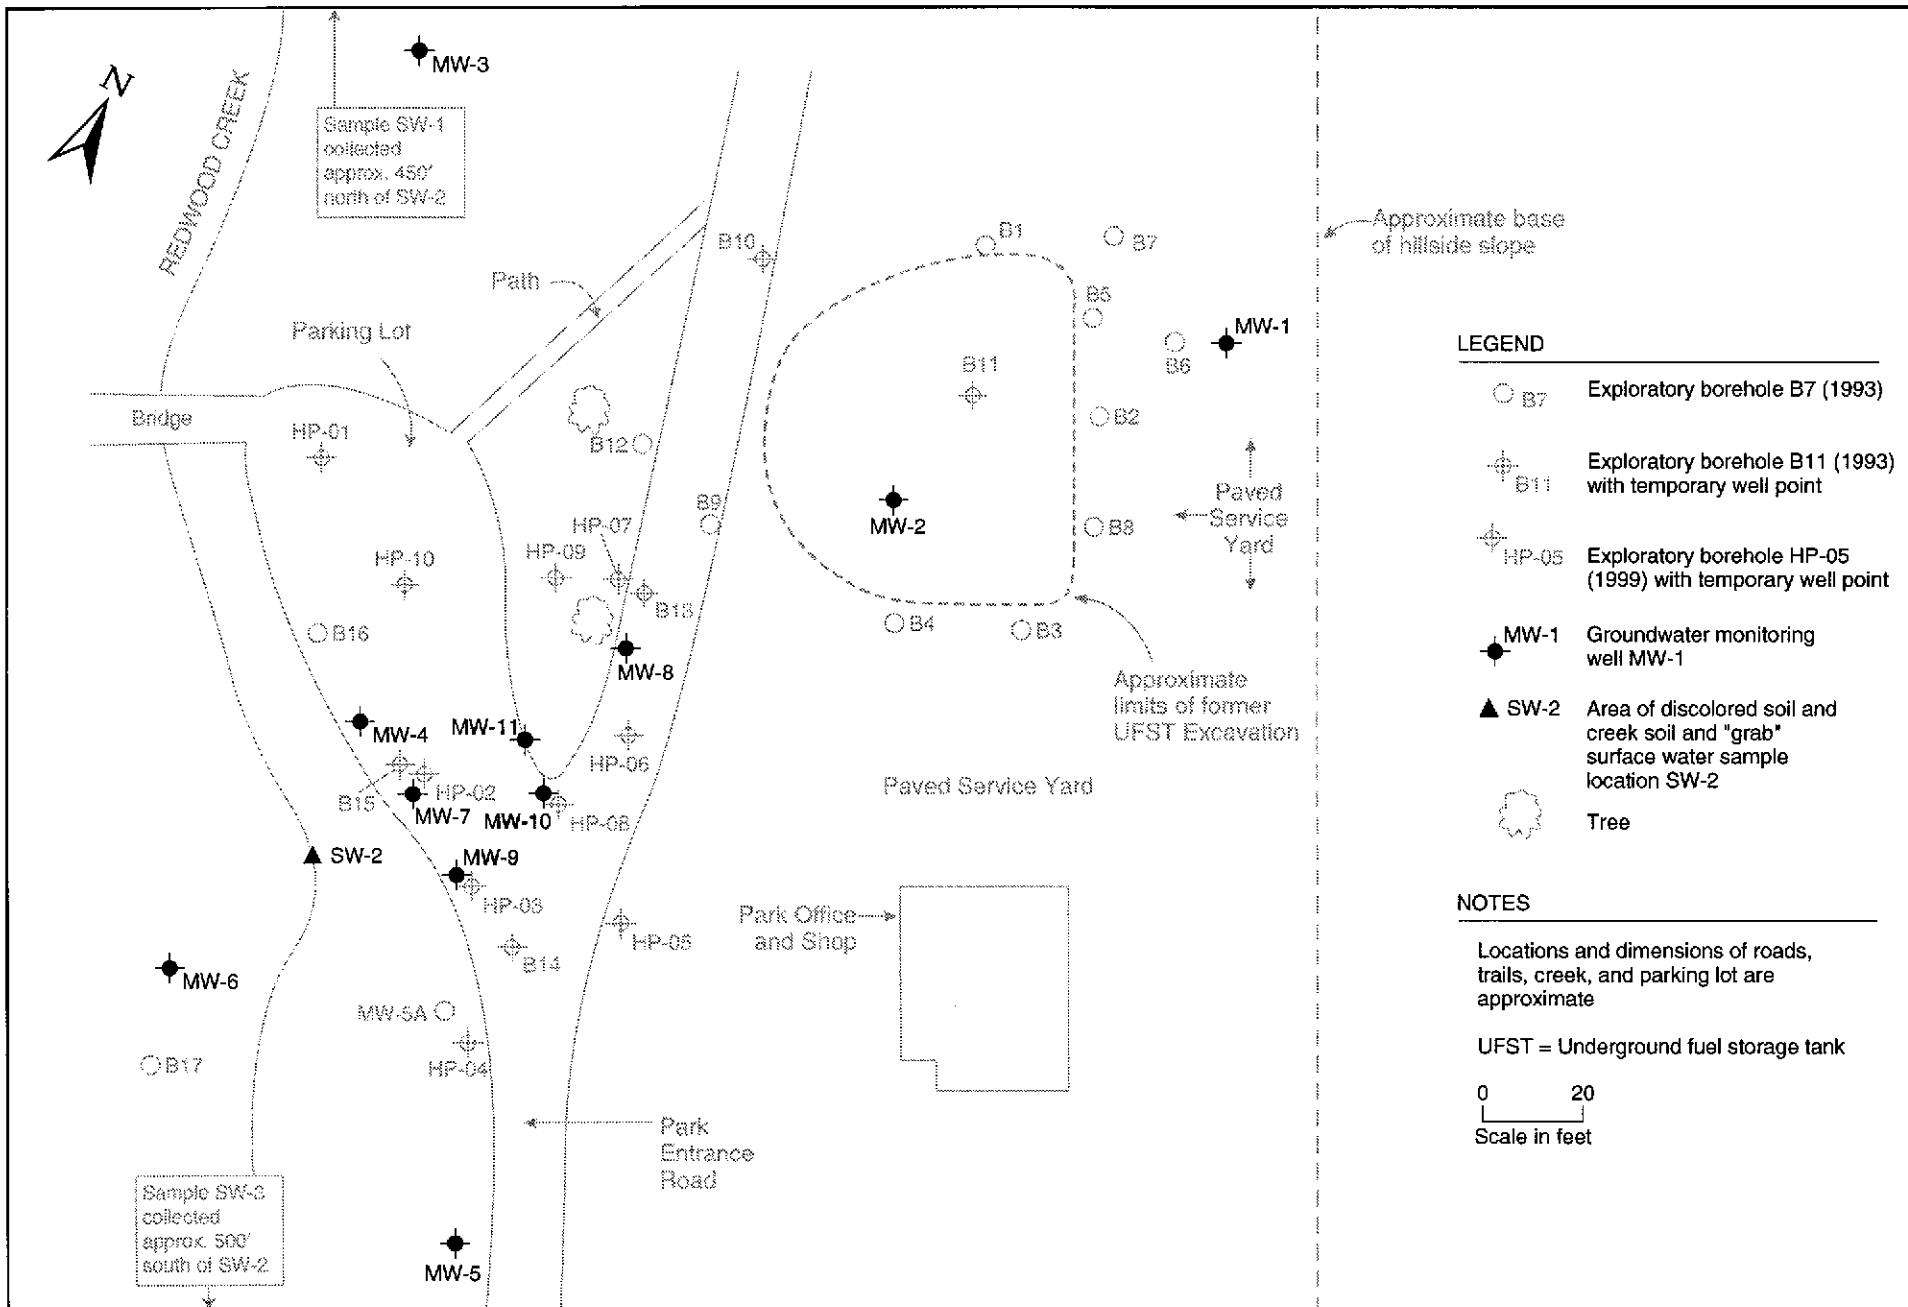 N
REDWOOD CREEK
MW-3
Sample SW-1
collected
approx. 450'
north of SW-2
Path
Parking Lot
Bridge
HP-01
B10
B1
B7
B5
B6
MW-1
Approximate base
of hillside slope
B11
B2
B12
B9
MW-2
B8
Paved
Service
Yard
HP-07
HP-09
HP-10
B13
B16
B4
B3
MW-8
Approximate
limits of former
UFST Excavation
MW-4
MW-11
HP-06
B15
HP-02
MW-7
MW-10
HP-08
Paved Service Yard
SW-2
MW-9
HP-03
HP-05
B14
Park Office
and Shop
MW-6
MW-5A
HP-04
B17
Park
Entrance
Road
Sample SW-3
collected
approx. 500'
south of SW-2
MW-5
LEGEND
B7 Exploratory borehole B7 (1993)
B11 Exploratory borehole B11 (1993)
with temporary well point
HP-05 Exploratory borehole HP-05
(1999) with temporary well point
MW-1 Groundwater monitoring
well MW-1
SW-2 Area of discolored soil and
creek soil and "grab"
surface water sample
location SW-2
Tree
NOTES
Locations and dimensions of roads,
trails, creek, and parking lot are
approximate
UFST = Underground fuel storage tank
0 20
Scale in feet